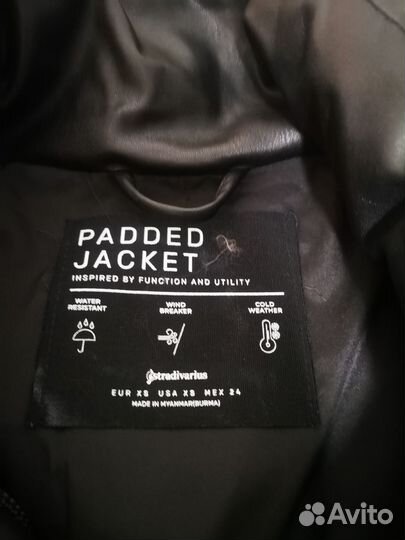 PADDED
JACKET
INSPIRED BY FUNCTION AND UTILITY
WATER RESISTANT
WIND BREAKER
COLD WEATHER
stradivarius
EUR XS USA XS MEX 24
MADE IN MYANMAR(BURMA)
Avito